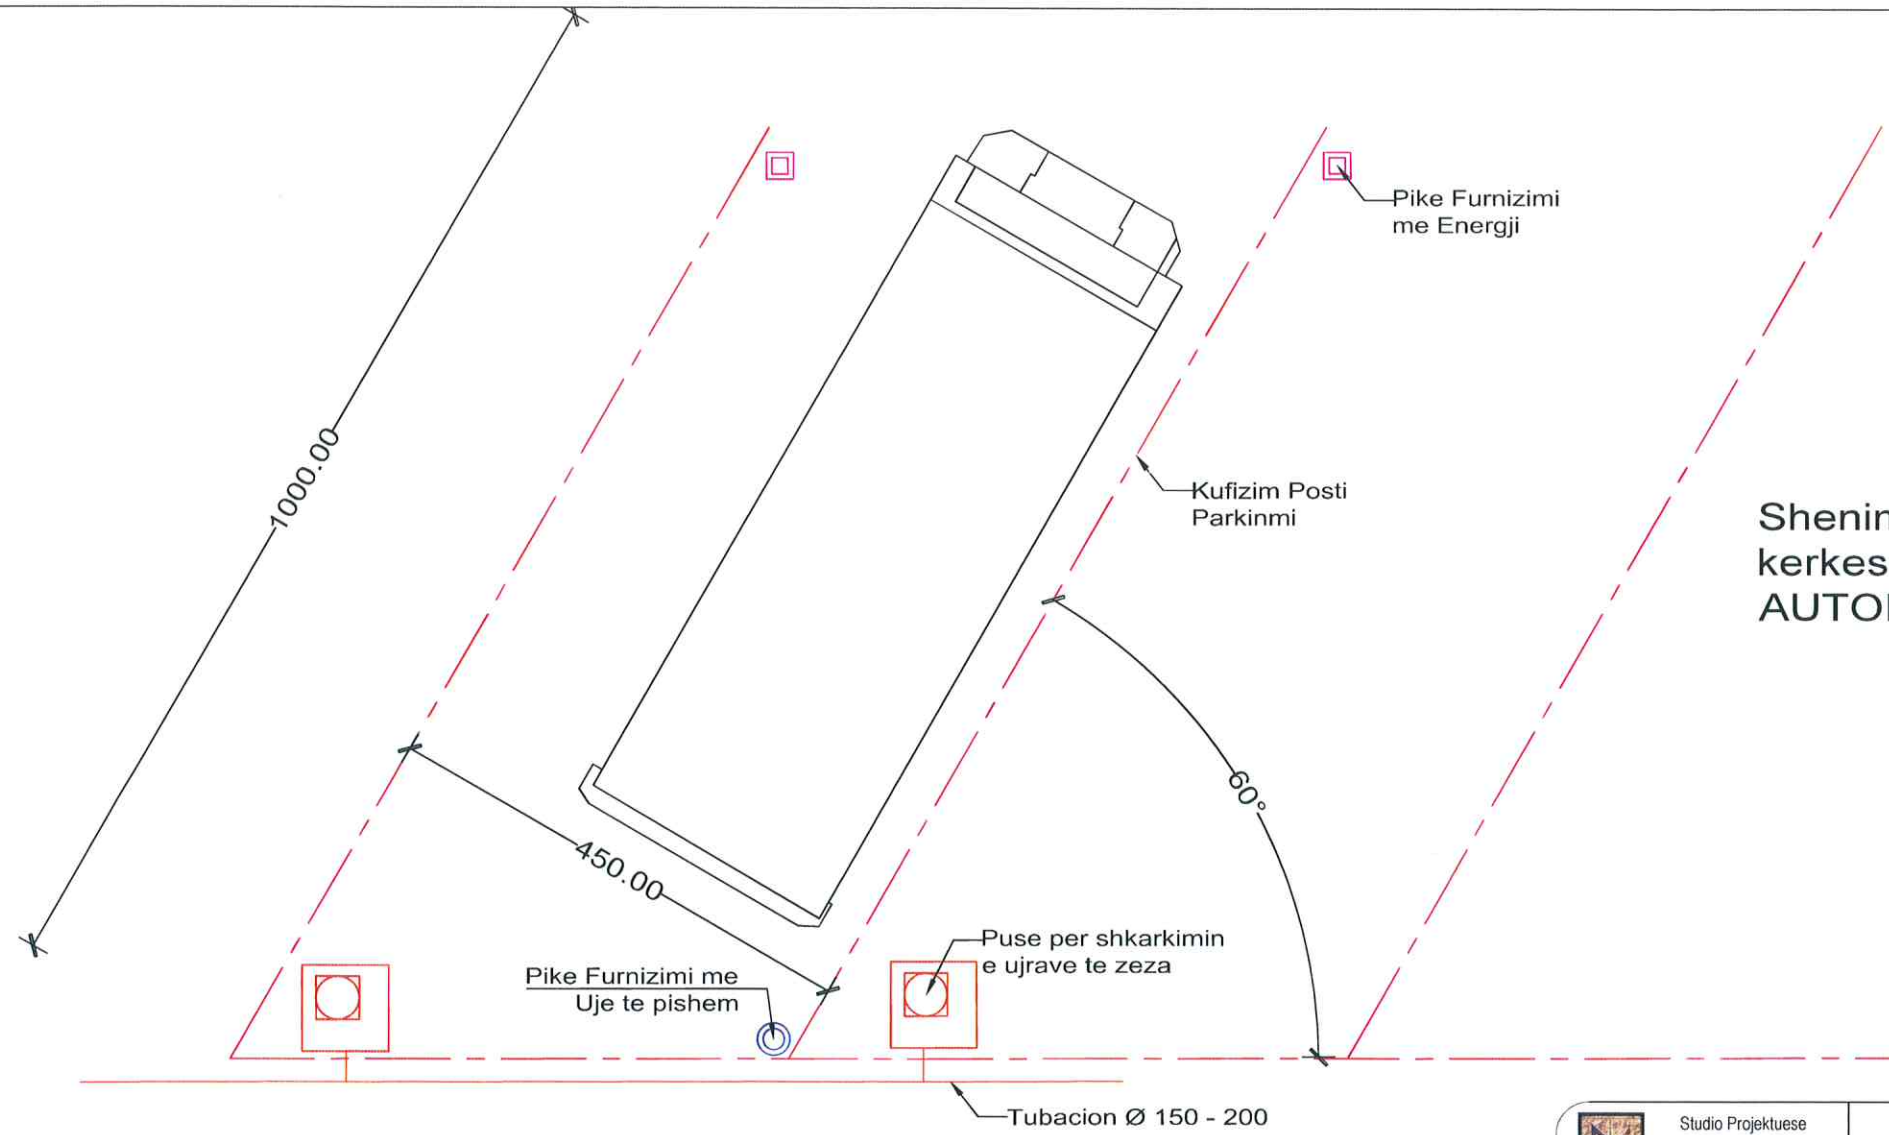 Pike Furnizimi
me Energji
1000.00
Kufizim Posti
Parkinmi
60°
450.00
Puse per shkarkimin
e ujrave te zeza
Pike Furnizimi me
Uje te pishem
Tubacion Ø 150 - 200
Studio Projektuese